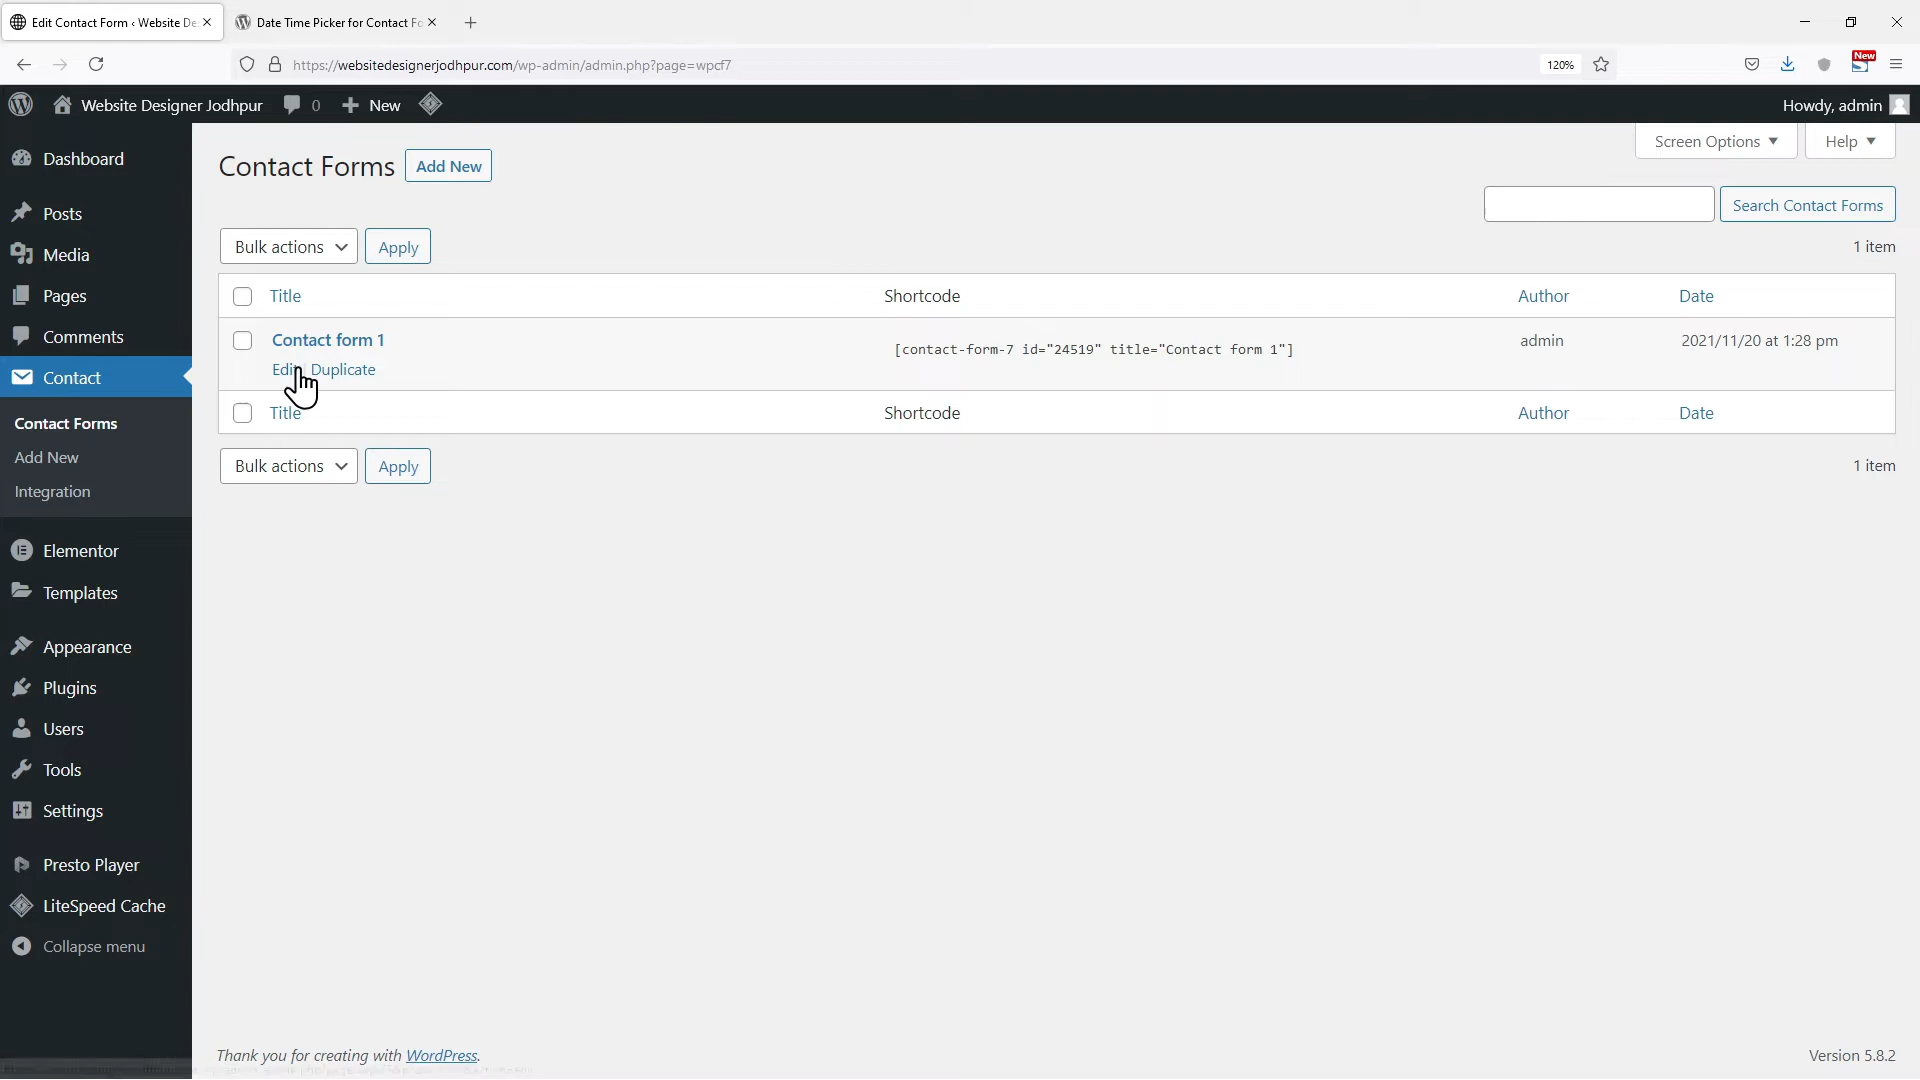 Edit Contact Form ‹ Website De
Date Time Picker for Contact Fo
https://websitedesignerjodhpur.com/wp-admin/admin.php?page=wpcf7
120%
New
Website Designer Jodhpur
0
New
Howdy, admin
Dashboard
Posts
Media
Pages
Comments
Contact
Contact Forms
Add New
Integration
Elementor
Templates
Appearance
Plugins
Users
Tools
Settings
Presto Player
LiteSpeed Cache
Collapse menu
Screen Options
Help
Contact Forms
Add New
Search Contact Forms
Bulk actions
Apply
1 item
Title
Shortcode
Author
Date
Contact form 1
[contact-form-7 id="24519" title="Contact form 1"]
admin
2021/11/20 at 1:28 pm
Edit
Duplicate
Title
Shortcode
Author
Date
Bulk actions
Apply
1 item
Thank you for creating with WordPress.
Version 5.8.2